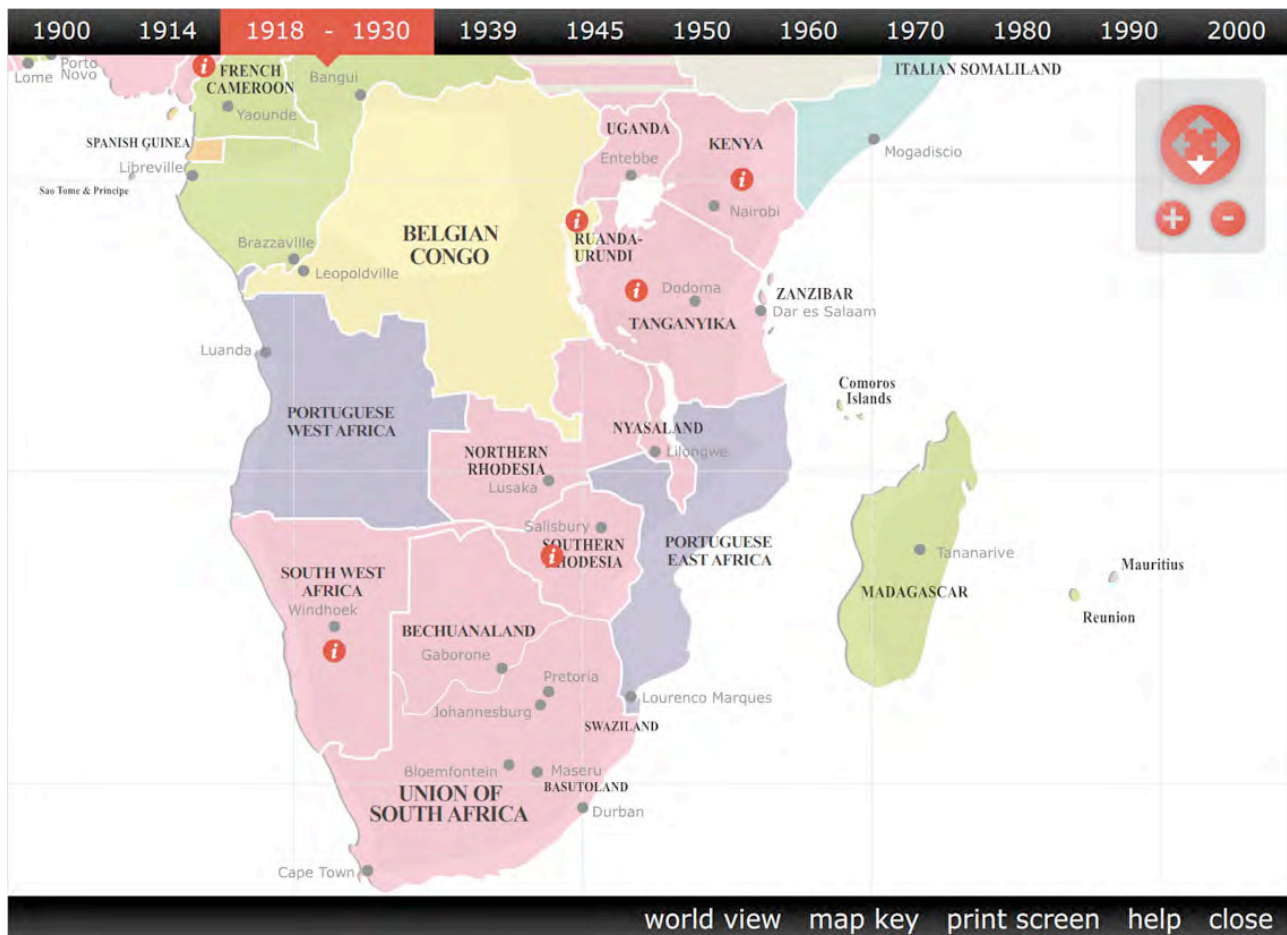 1900 1914 1918 - 1930 1939 1945 1950 1960 1970 1980 1990 2000
Lome
Porto
Novo
i
FRENCH
CAMEROON
Bangui
ITALIAN SOMALILAND
Yaounde
SPANISH GUINEA
UGANDA
KENYA
Libreville
Entebbe
Mogadiscio
Sao Tome & Principe
i
Nairobi
+ -
i
BELGIAN
CONGO
RUANDA-
URUNDI
Brazzaville
Leopoldville
i
Dodoma
ZANZIBAR
Dar es Salaam
TANGANYIKA
Luanda
Comoros
Islands
PORTUGUESE
WEST AFRICA
NYASALAND
Lilongwe
NORTHERN
RHODESIA
Lusaka
Salisbury
SOUTHERN
RHODESIA
i
PORTUGUESE
EAST AFRICA
Tananarive
Mauritius
SOUTH WEST
AFRICA
MADAGASCAR
Windhoek
Reunion
i
BECHUANALAND
Gaborone
Pretoria
Johannesburg
Lourenco Marques
SWAZILAND
Bloemfontein
Maseru
BASUTOLAND
UNION OF
SOUTH AFRICA
Durban
Cape Town
world view map key print screen help close